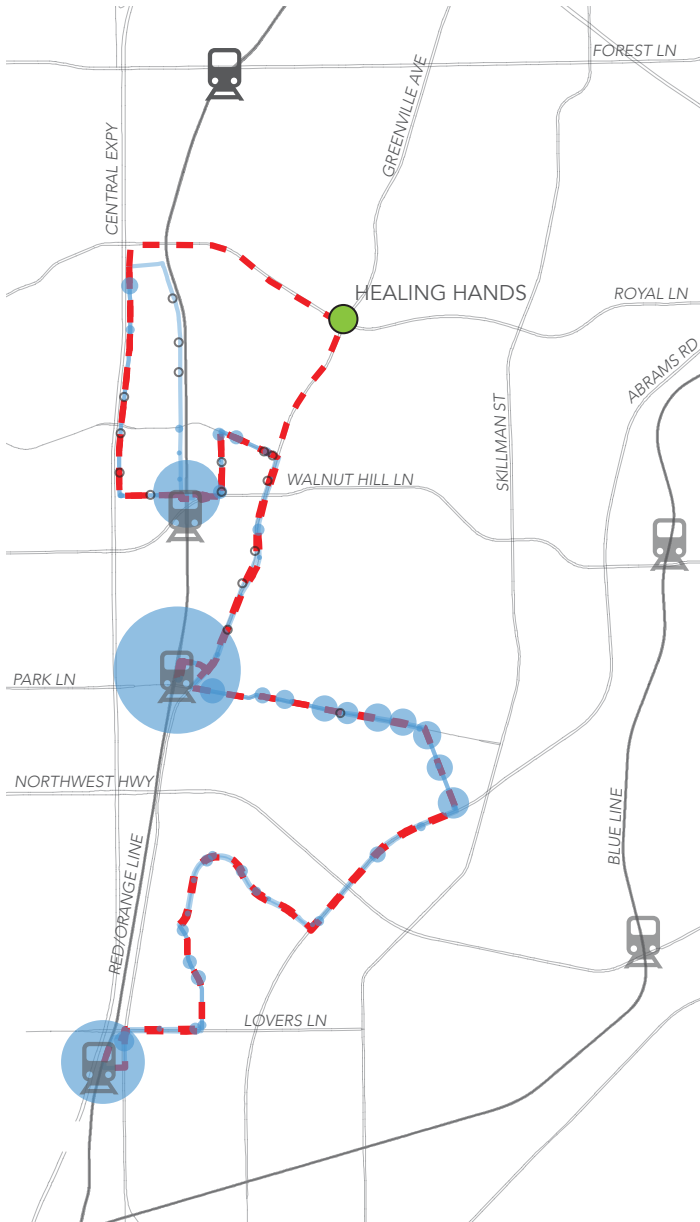 FOREST LN
GREENVILLE AVE
CENTRAL EXPY
HEALING HANDS
ROYAL LN
ABRAMS RD
SKILLMAN ST
WALNUT HILL LN
PARK LN
NORTHWEST HWY
BLUE LINE
RED/ORANGE LINE
LOVERS LN